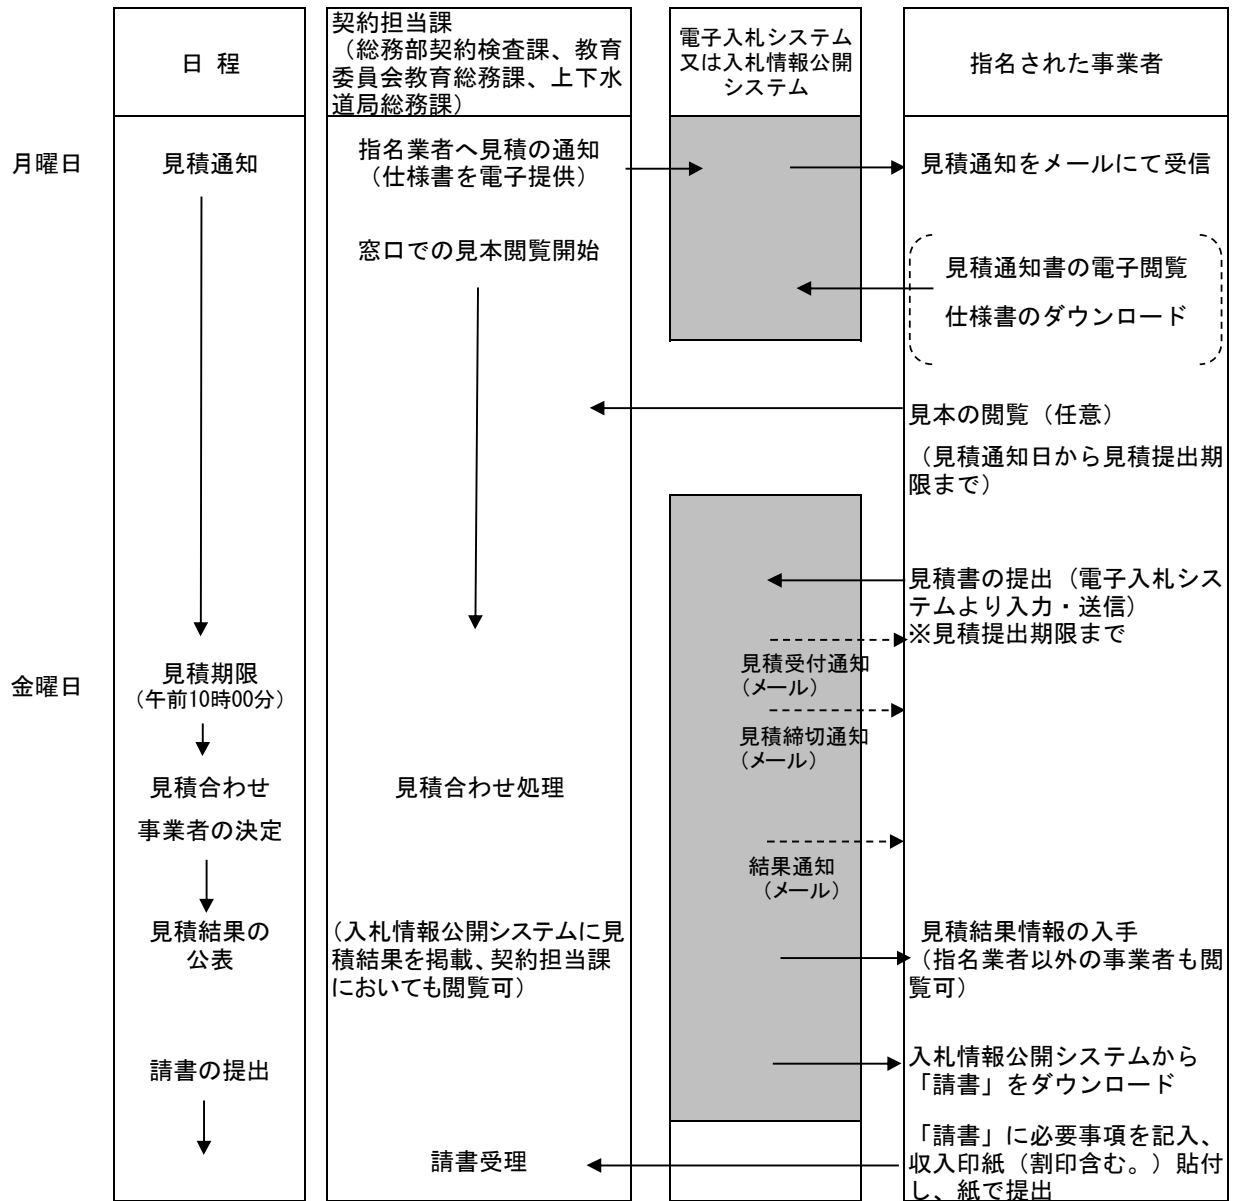 日 程
契約担当課
（総務部契約検査課、教育
委員会教育総務課、上下水
道局総務課）
電子入札システム
又は入札情報公開
システム
指名された事業者
月曜日
見積通知
指名業者へ見積の通知
（仕様書を電子提供）
見積通知をメールにて受信
窓口での見本閲覧開始
見積通知書の電子閲覧
仕様書のダウンロード
見本の閲覧（任意）
（見積通知日から見積提出期
限まで）
見積書の提出（電子入札シス
テムより入力・送信）
※見積提出期限まで
見積受付通知
（メール）
金曜日
見積期限
（午前10時00分）
見積締切通知
（メール）
見積合わせ
見積合わせ処理
事業者の決定
結果通知
（メール）
見積結果の
公表
（入札情報公開システムに見
積結果を掲載、契約担当課
においても閲覧可）
見積結果情報の入手
（指名業者以外の事業者も閲
覧可）
請書の提出
入札情報公開システムから
「請書」をダウンロード
請書受理
「請書」に必要事項を記入、
収入印紙（割印含む。）貼付
し、紙で提出